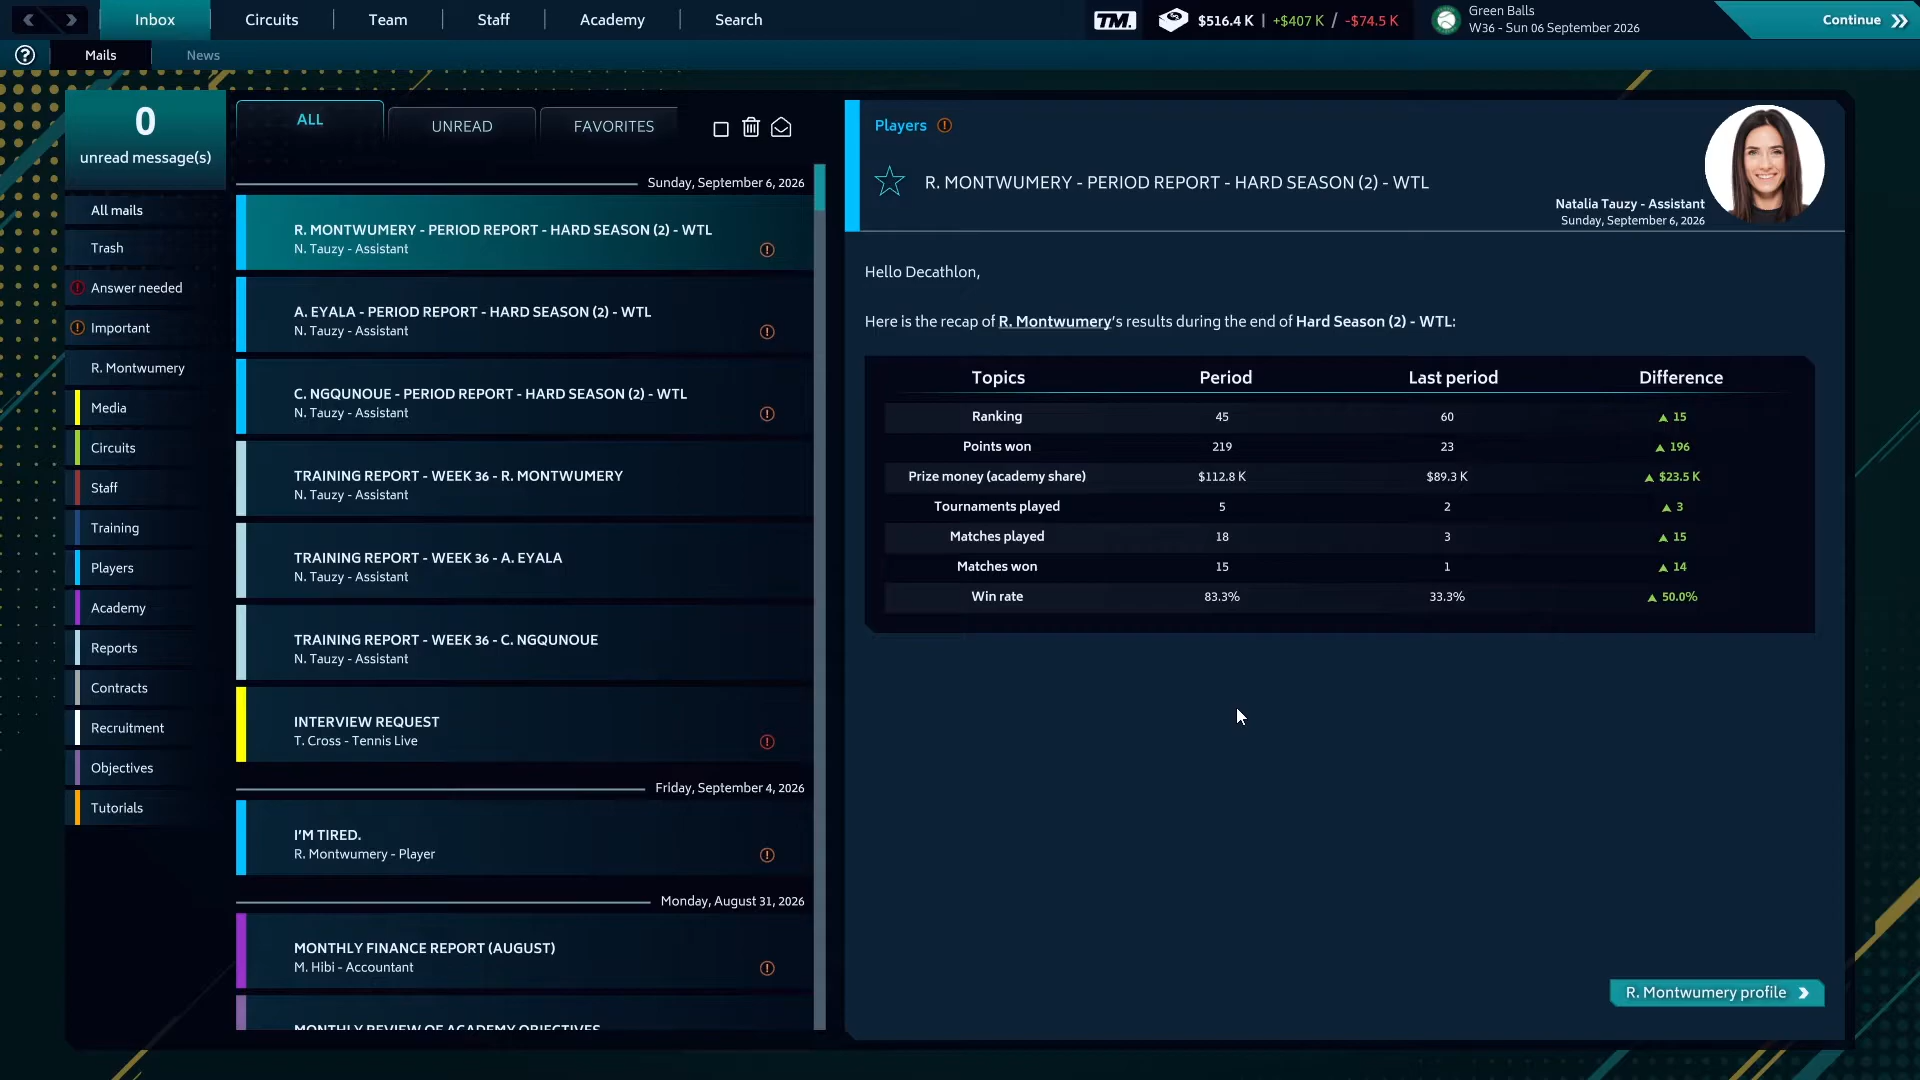 Inbox
Circuits
Team
Staff
Academy
Search
TM.
$516.4 K | +$407 K / -$74.5 K
Green Balls
W36 - Sun 06 September 2026
Continue
Mails
News
0
unread message(s)
All mails
Trash
Answer needed
Important
R. Montwumery
Media
Circuits
Staff
Training
Players
Academy
Reports
Contracts
Recruitment
Objectives
Tutorials
ALL
UNREAD
FAVORITES
Sunday, September 6, 2026
R. MONTWUMERY - PERIOD REPORT - HARD SEASON (2) - WTL
N. Tauzy - Assistant
A. EYALA - PERIOD REPORT - HARD SEASON (2) - WTL
N. Tauzy - Assistant
C. NGQUNOUE - PERIOD REPORT - HARD SEASON (2) - WTL
N. Tauzy - Assistant
TRAINING REPORT - WEEK 36 - R. MONTWUMERY
N. Tauzy - Assistant
TRAINING REPORT - WEEK 36 - A. EYALA
N. Tauzy - Assistant
TRAINING REPORT - WEEK 36 - C. NGQUNOUE
N. Tauzy - Assistant
INTERVIEW REQUEST
T. Cross - Tennis Live
Friday, September 4, 2026
I'M TIRED.
R. Montwumery - Player
Monday, August 31, 2026
MONTHLY FINANCE REPORT (AUGUST)
M. Hibi - Accountant
MONTHLY REVIEW OF ACADEMY OBJECTIVES
Players
R. MONTWUMERY - PERIOD REPORT - HARD SEASON (2) - WTL
Natalia Tauzy - Assistant
Sunday, September 6, 2026
Hello Decathlon,
Here is the recap of R. Montwumery's results during the end of Hard Season (2) - WTL:
Topics Period Last period Difference
Ranking 45 60 ▲ 15
Points won 219 23 ▲ 196
Prize money (academy share) $112.8 K $89.3 K ▲ $23.5 K
Tournaments played 5 2 ▲ 3
Matches played 18 3 ▲ 15
Matches won 15 1 ▲ 14
Win rate 83.3% 33.3% ▲ 50.0%
R. Montwumery profile